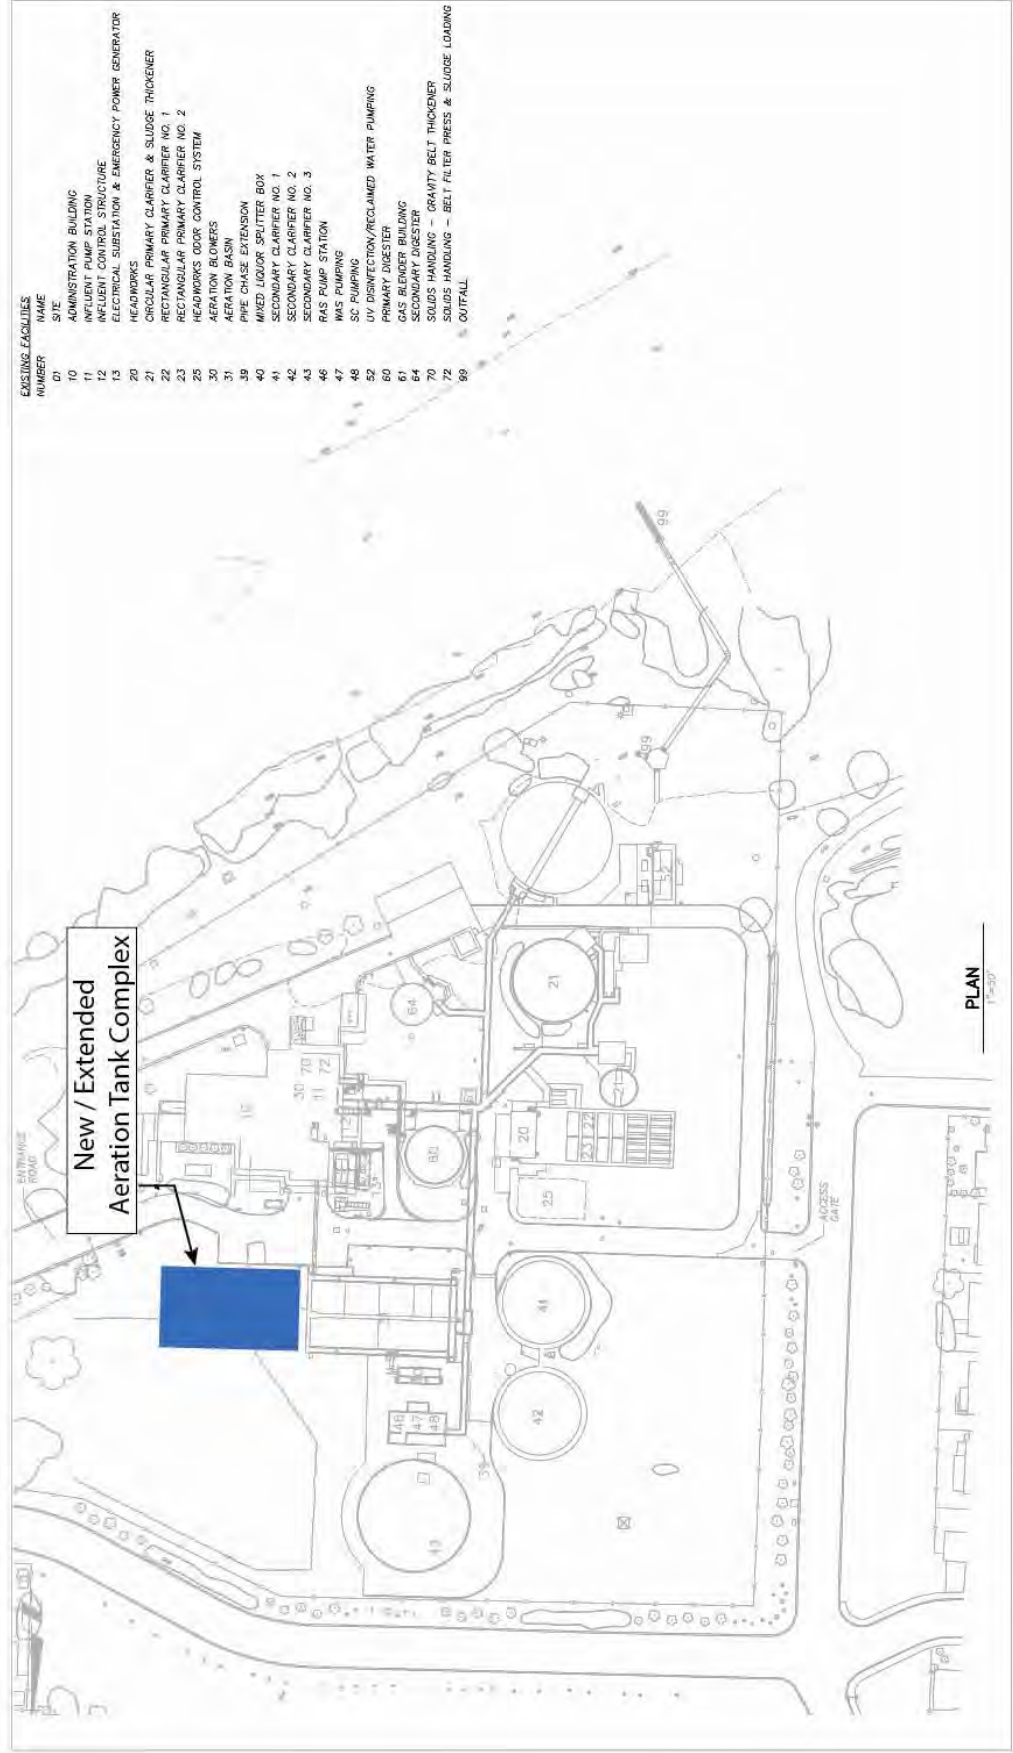 EXISTING FACILITIES
NUMBER NAME
01 SITE
10 ADMINISTRATION BUILDING
11 INFLUENT PUMP STATION
12 INFLUENT CONTROL STRUCTURE
13 ELECTRICAL SUBSTATION & EMERGENCY POWER GENERATOR
20 HEADWORKS
21 CIRCULAR PRIMARY CLARIFIER & SLUDGE THICKENER
22 RECTANGULAR PRIMARY CLARIFIER NO. 1
23 RECTANGULAR PRIMARY CLARIFIER NO. 2
25 HEADWORKS ODOR CONTROL SYSTEM
30 AERATION BLOWERS
31 AERATION BASIN
39 PIPE CHASE EXTENSION
40 MIXED LIQUOR SPLITTER BOX
41 SECONDARY CLARIFIER NO. 1
42 SECONDARY CLARIFIER NO. 2
43 SECONDARY CLARIFIER NO. 3
46 RAS PUMP STATION
47 WAS PUMPING
48 SC PUMPING
52 UV DISINFECTION/RECLAIMED WATER PUMPING
60 PRIMARY DIGESTER
61 GAS BLENDER BUILDING
64 SECONDARY DIGESTER
70 SOLIDS HANDLING - GRAVITY BELT THICKENER
72 SOLIDS HANDLING - BELT FILTER PRESS & SLUDGE LOADING
99 OUTFALL
New / Extended
Aeration Tank Complex
ENTRANCE
ROAD
10
30 70
11 72
12
13
64
60
61
21
21
20
23 22
25
52
99
99
41
42
46
47
48
43
39
ACCESS
GATE
PLAN
1"=50'